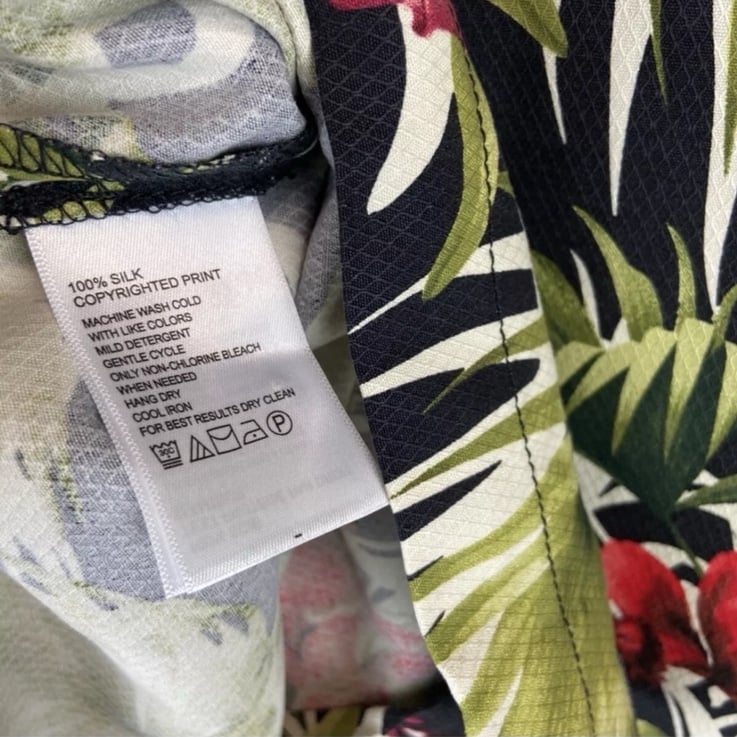 100% SILK
COPYRIGHTED PRINT
MACHINE WASH COLD
WITH LIKE COLORS
MILD DETERGENT
GENTLE CYCLE
ONLY NON-CHLORINE BLEACH
WHEN NEEDED
HANG DRY
COOL IRON
FOR BEST RESULTS DRY CLEAN
30C P